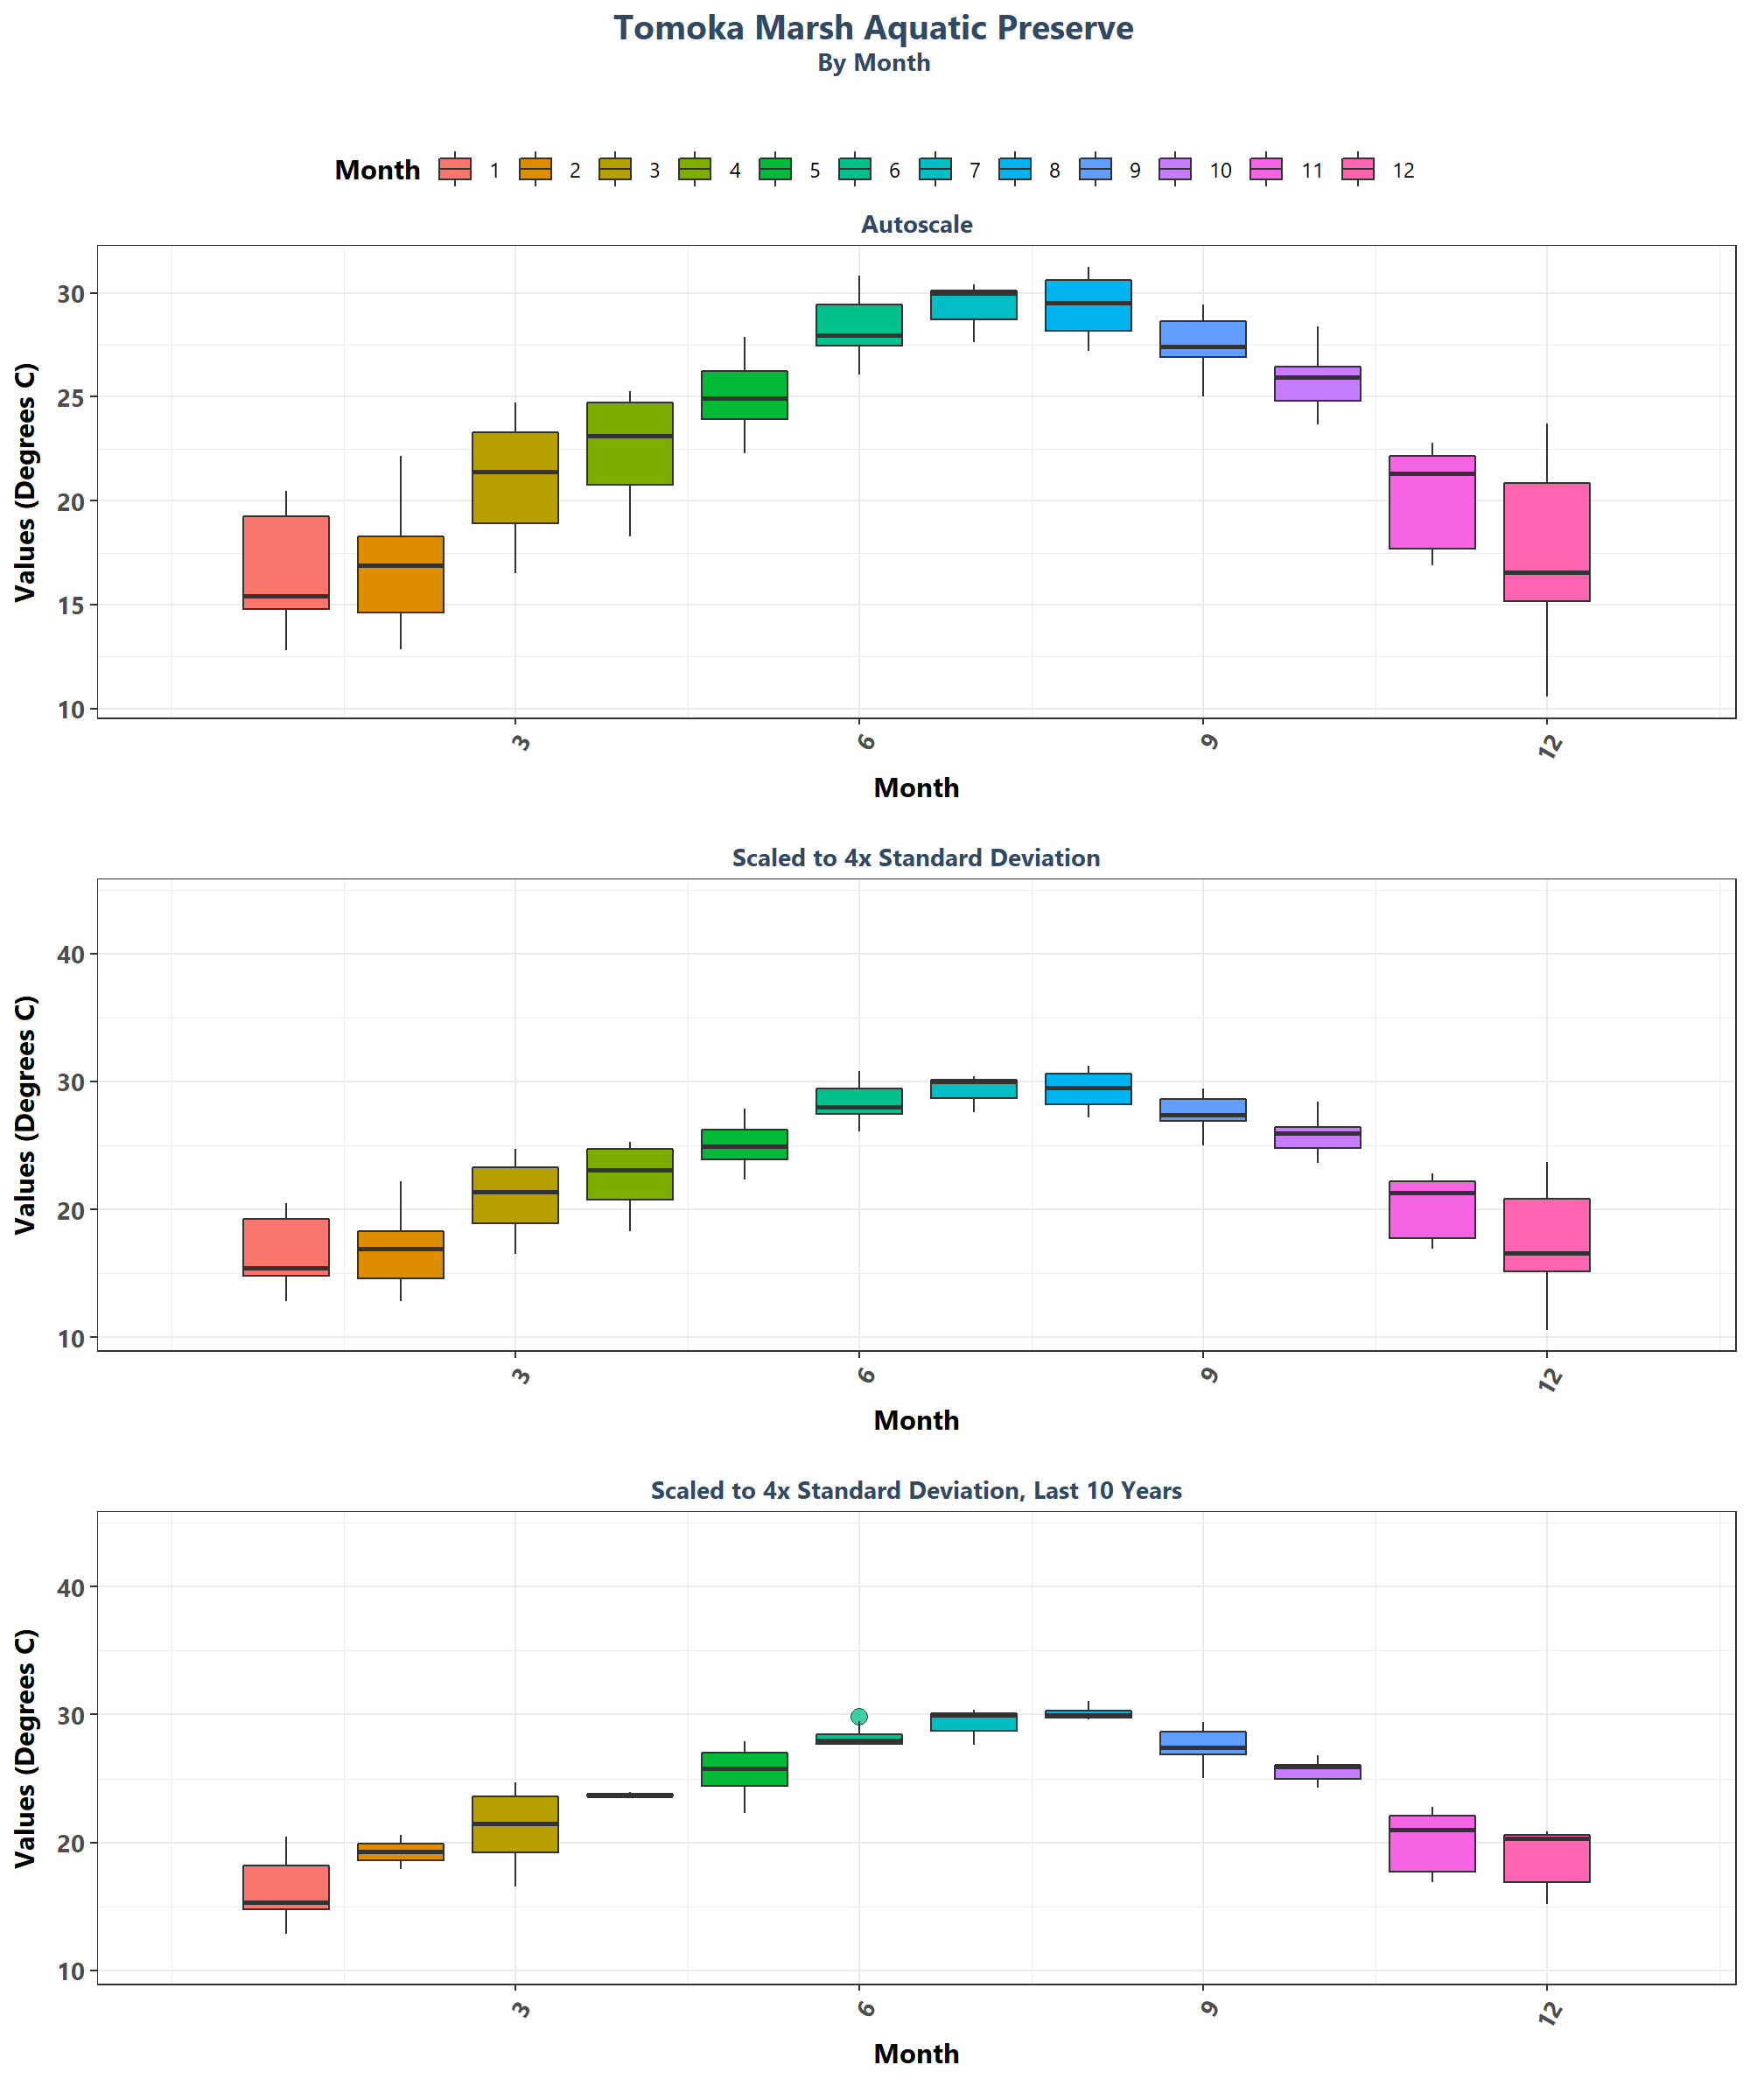 Tomoka Marsh Aquatic Preserve
By Month
Month 1 2 3 4 5 6 7 8 9 10 11 12
Autoscale
Values (Degrees C)
30
25
20
15
10
3 6 9 12
Month
Scaled to 4x Standard Deviation
Values (Degrees C)
40
30
20
10
3 6 9 12
Month
Scaled to 4x Standard Deviation, Last 10 Years
Values (Degrees C)
40
30
20
10
3 6 9 12
Month